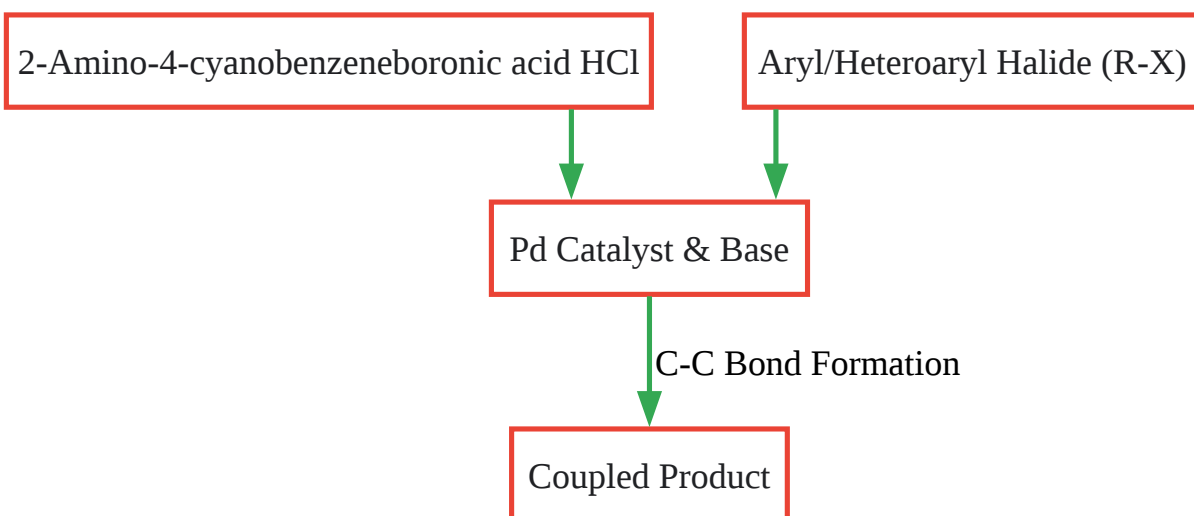 2-Amino-4-cyanobenzeneboronic acid HCl
Aryl/Heteroaryl Halide (R-X)
Pd Catalyst & Base
C-C Bond Formation
Coupled Product